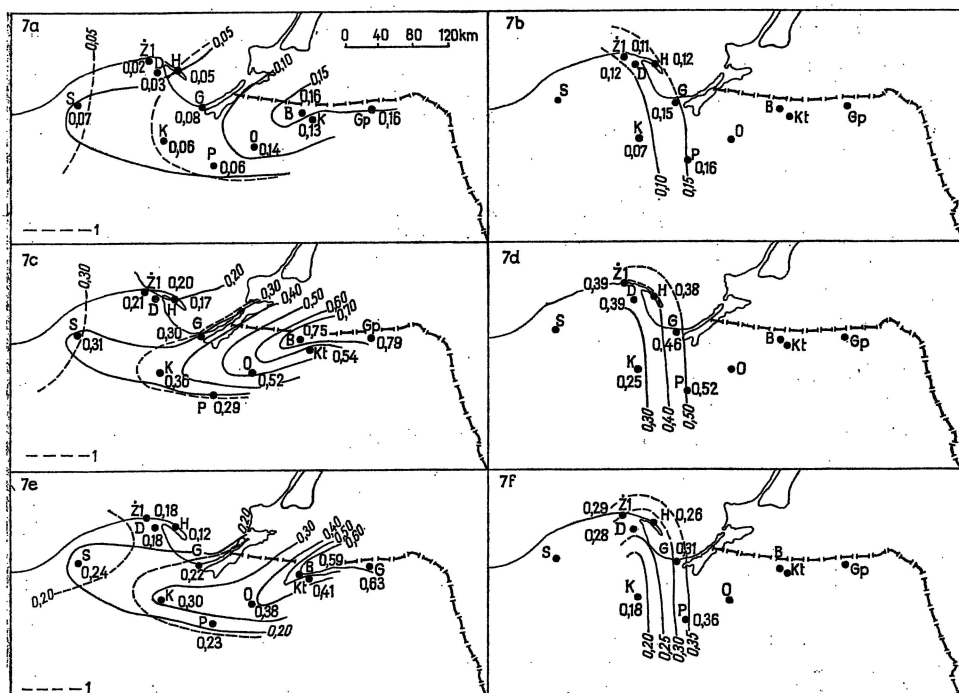 7a
0,05
Ż1
0,02
D
0,03
H
0,05
0,05
0,10
0,15
0 40 80 120km
S
0,07
G
0,08
0,16
B
K
0,13
Gp
0,16
K
0,06
P
0,06
O
0,14
1
7b
Ż1
0,11
0,12
D
H
0,12
S
G
0,15
B
Kt
Gp
K
0,07
O
P
0,16
0,10
0,15
7c
0,30
Ż1
0,20
0,21
D
H
0,17
0,20
0,30
0,40
0,50
0,60
0,70
S
0,31
G
0,30
0,75
B
Kt
0,54
Gp
0,79
K
0,36
O
0,52
P
0,29
1
7d
0,39
Ż1
D
0,39
H
0,38
S
G
0,46
B
Kt
Gp
K
0,25
O
P
0,52
0,30
0,40
0,50
7e
Ż1
0,18
D
0,18
H
0,12
0,20
0,30
0,40
0,50
0,60
S
0,24
G
0,22
B
0,59
Kt
0,41
G
0,63
0,20
K
0,30
O
0,38
P
0,23
0,20
1
7f
0,29
Ż1
D
0,28
H
0,26
S
G
0,31
B
Kt
Gp
K
0,18
O
P
0,36
0,20
0,25
0,30
0,35